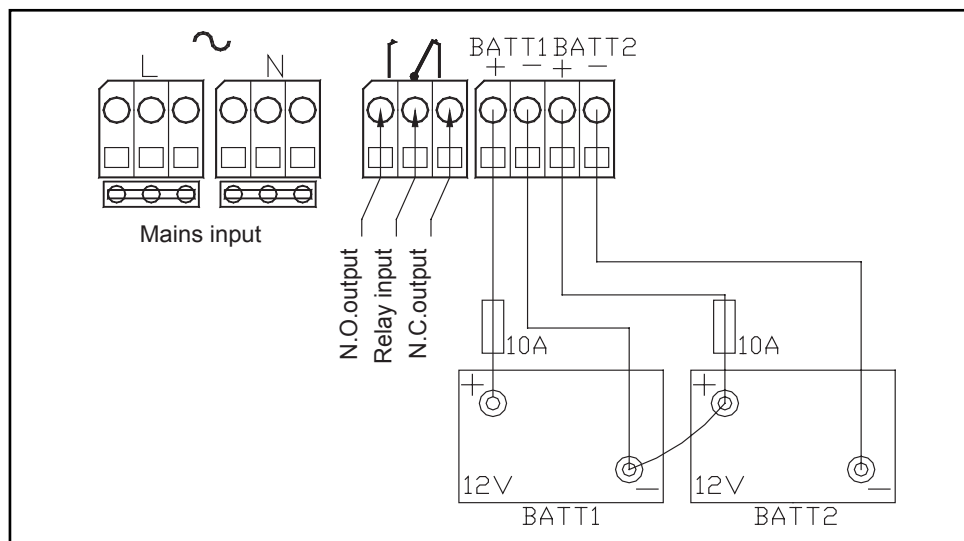 L N
BATT1 BATT2
+ − + −
Mains input
N.O.output
Relay input
N.C.output
10A 10A
+ +
12V − 12V −
BATT1 BATT2